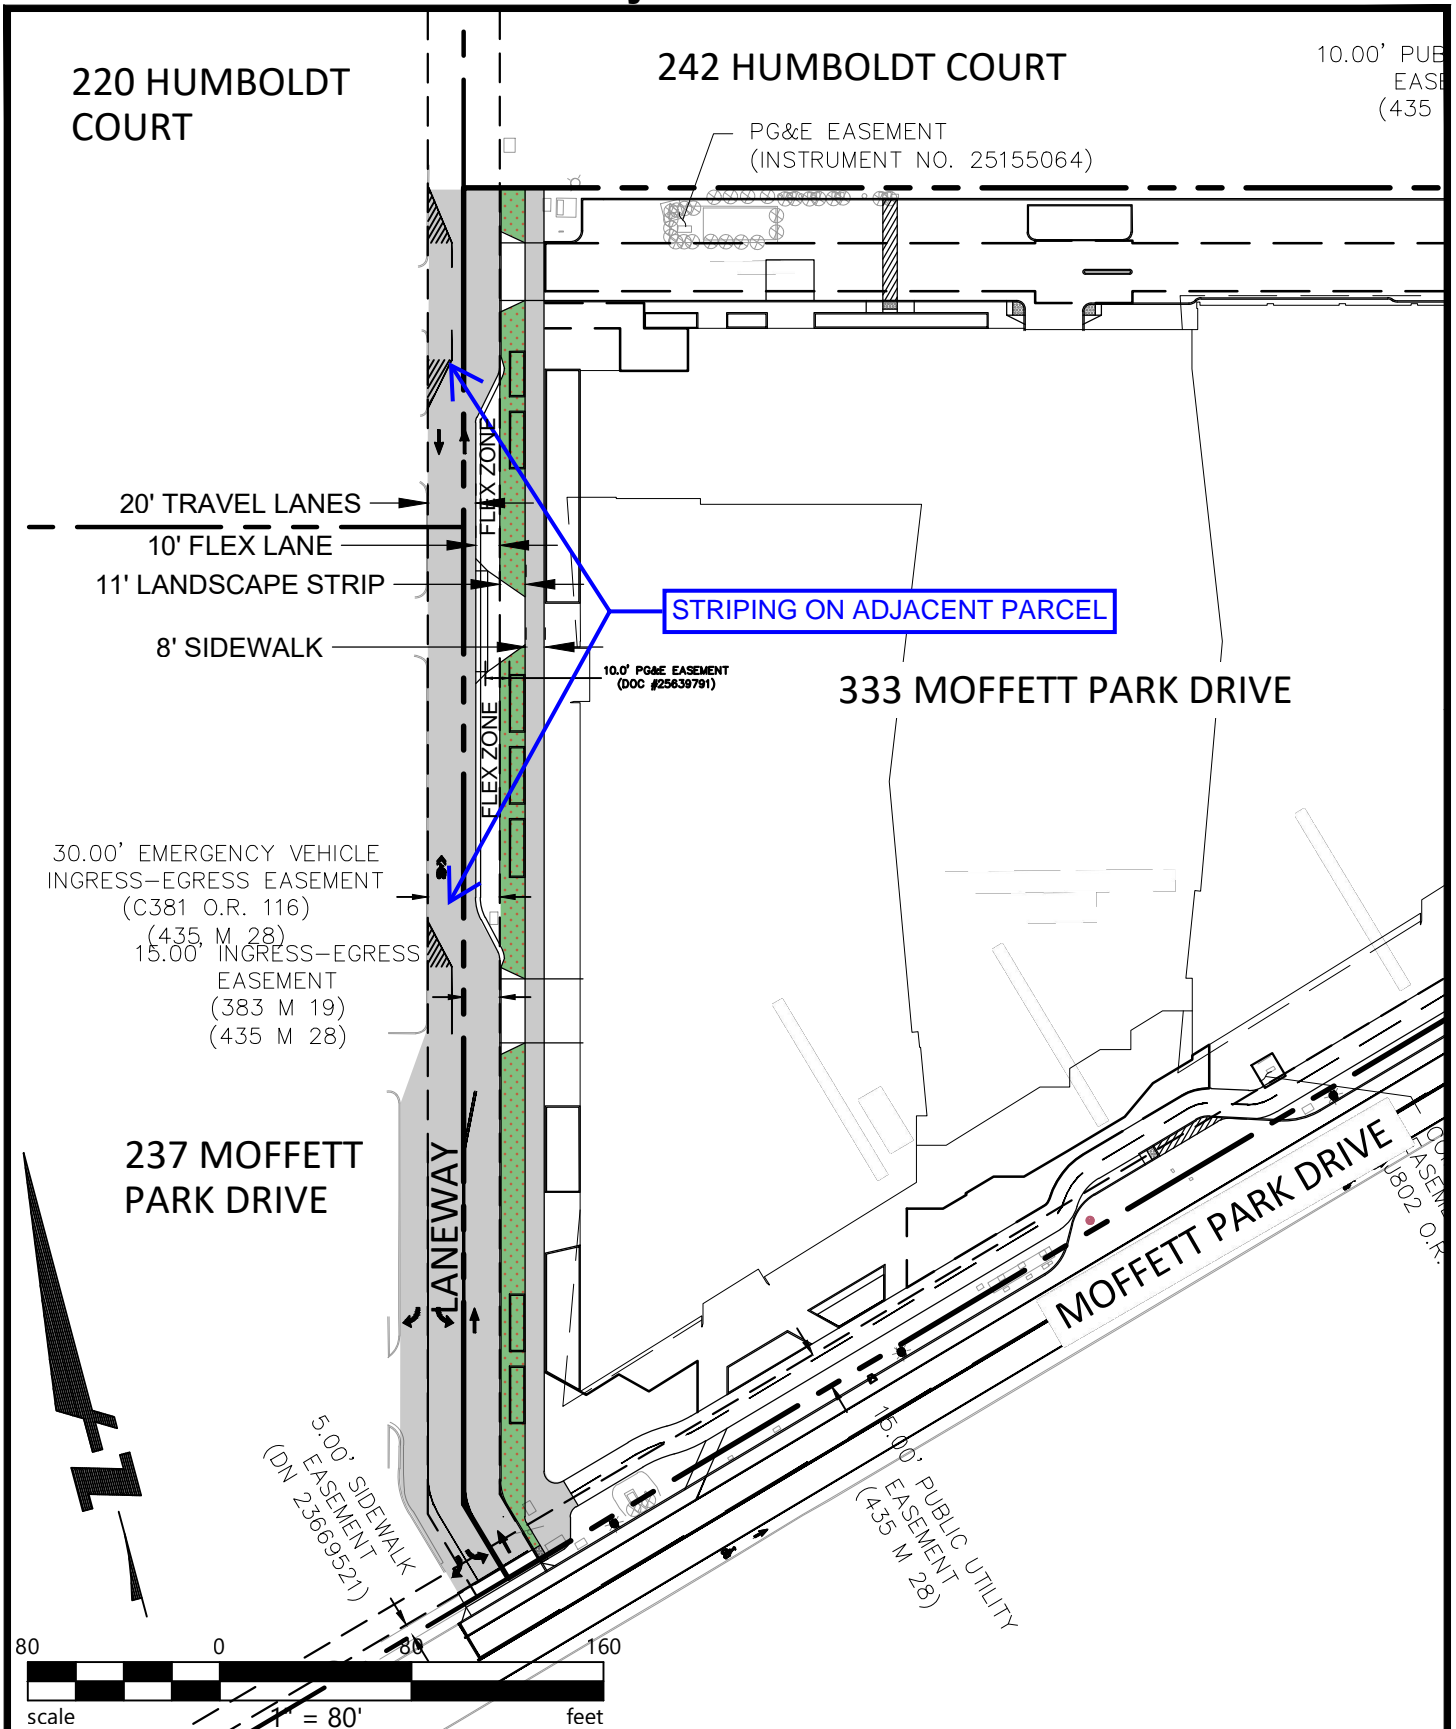 220 HUMBOLDT
COURT
242 HUMBOLDT COURT
10.00' PUB
EASE
(435
PG&E EASEMENT
(INSTRUMENT NO. 25155064)
FLEX ZONE
20' TRAVEL LANES
10' FLEX LANE
11' LANDSCAPE STRIP
8' SIDEWALK
STRIPING ON ADJACENT PARCEL
10.0' PG&E EASEMENT
(DOC #25639791)
333 MOFFETT PARK DRIVE
FLEX ZONE
30.00' EMERGENCY VEHICLE
INGRESS-EGRESS EASEMENT
(C381 O.R. 116)
(435 M 28)
15.00' INGRESS-EGRESS
EASEMENT
(383 M 19)
(435 M 28)
237 MOFFETT
PARK DRIVE
LANEWAY
MOFFETT PARK DRIVE
J802 O.R.
5.00' SIDEWALK
EASEMENT
(DN 23669521)
15.00' PUBLIC UTILITY
EASEMENT
(435 M 28)
80 0 80 160
scale 1" = 80' feet